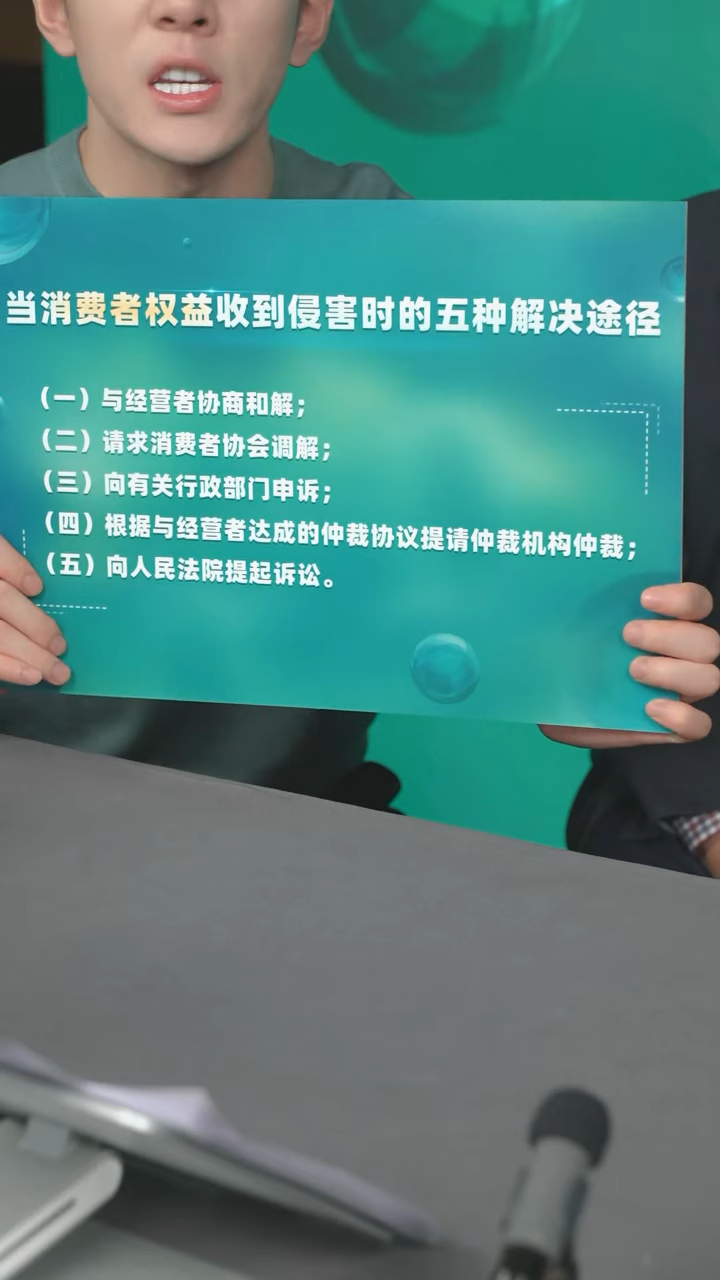 当消费者权益收到侵害时的五种解决途径
（一）与经营者协商和解；
（二）请求消费者协会调解；
（三）向有关行政部门申诉；
（四）根据与经营者达成的仲裁协议提请仲裁机构仲裁；
（五）向人民法院提起诉讼。